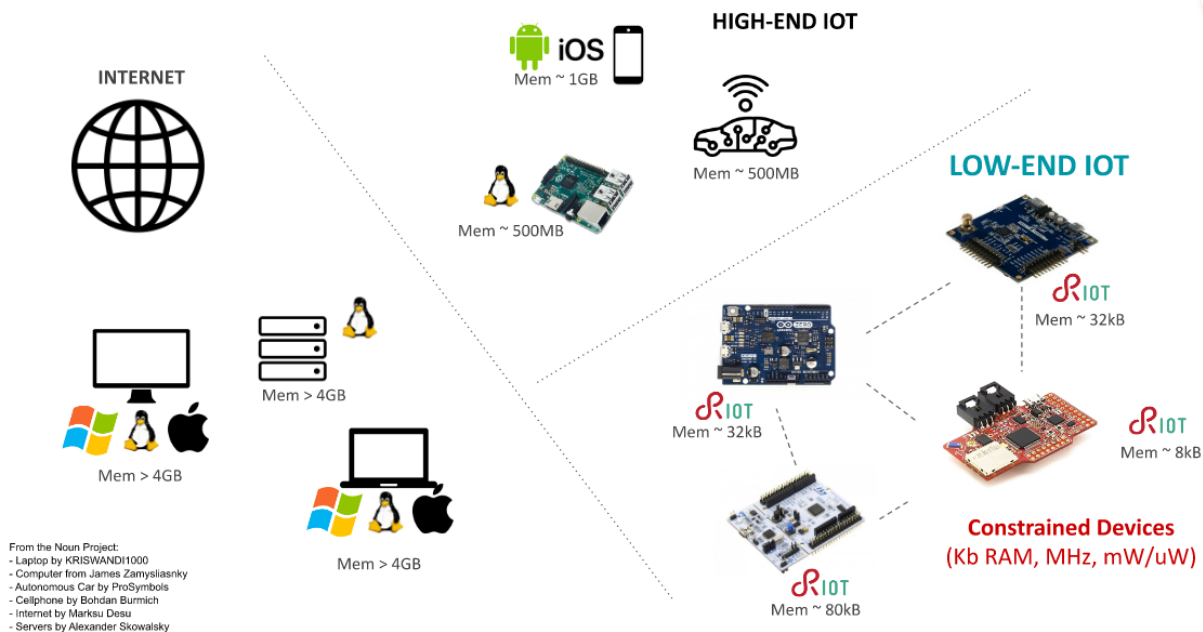 HIGH-END IOT
iOS
Mem ~ 1GB
INTERNET
Mem ~ 500MB
LOW-END IOT
Mem ~ 500MB
RIOT
Mem ~ 32kB
ZERO
Mem > 4GB
RIOT
Mem ~ 32kB
RIOT
Mem ~ 8kB
Mem > 4GB
Mem > 4GB
Constrained Devices
(Kb RAM, MHz, mW/uW)
RIOT
Mem ~ 80kB
From the Noun Project:
- Laptop by KRISWANDI1000
- Computer from James Zamysliasnky
- Autonomous Car by ProSymbols
- Cellphone by Bohdan Burmich
- Internet by Marksu Desu
- Servers by Alexander Skowalsky